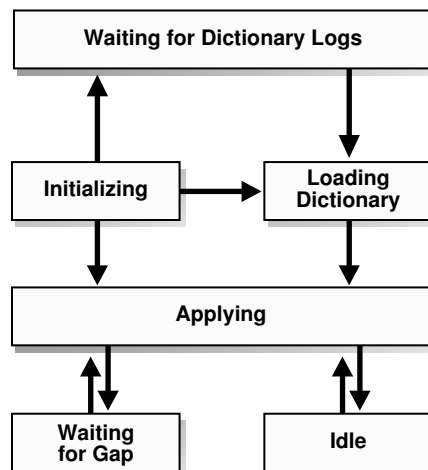 Waiting for Dictionary Logs
Initializing
Loading
Dictionary
Applying
Waiting
for Gap
Idle